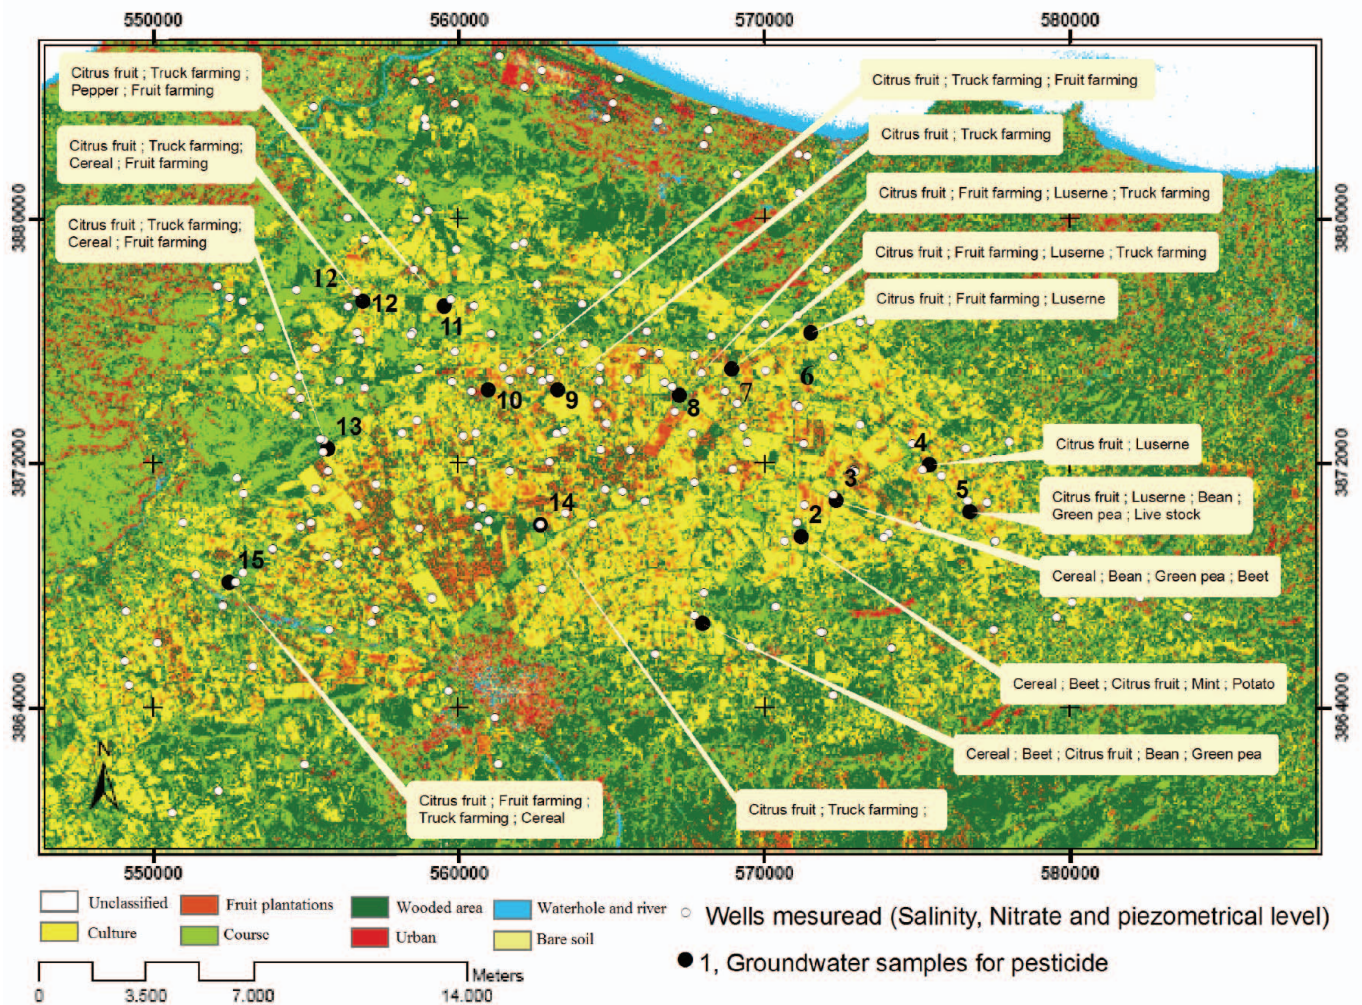 550000 560000 570000 580000
Citrus fruit ; Truck farming ;
Pepper ; Fruit farming
Citrus fruit ; Truck farming ; Fruit farming
Citrus fruit ; Truck farming;
Cereal ; Fruit farming
Citrus fruit ; Truck farming
Citrus fruit ; Fruit farming ; Luserne ; Truck farming
Citrus fruit ; Truck farming;
Cereal ; Fruit farming
Citrus fruit ; Fruit farming ; Luserne ; Truck farming
Citrus fruit ; Fruit farming ; Luserne
3880000
3880000
12
12
11
10
9
8
7
6
13
4
Citrus fruit ; Luserne
3872000
3872000
3
5
Citrus fruit ; Luserne ; Bean ;
Green pea ; Live stock
14
2
15
Cereal ; Bean ; Green pea ; Beet
Cereal ; Beet ; Citrus fruit ; Mint ; Potato
3864000
3864000
Cereal ; Beet ; Citrus fruit ; Bean ; Green pea
N
Citrus fruit ; Fruit farming ;
Truck farming ; Cereal
Citrus fruit ; Truck farming ;
550000 560000 570000 580000
Unclassified Fruit plantations Wooded area Waterhole and river
Culture Course Urban Bare soil
Wells mesuread (Salinity, Nitrate and piezometrical level)
1, Groundwater samples for pesticide
Meters
0 3.500 7.000 14.000